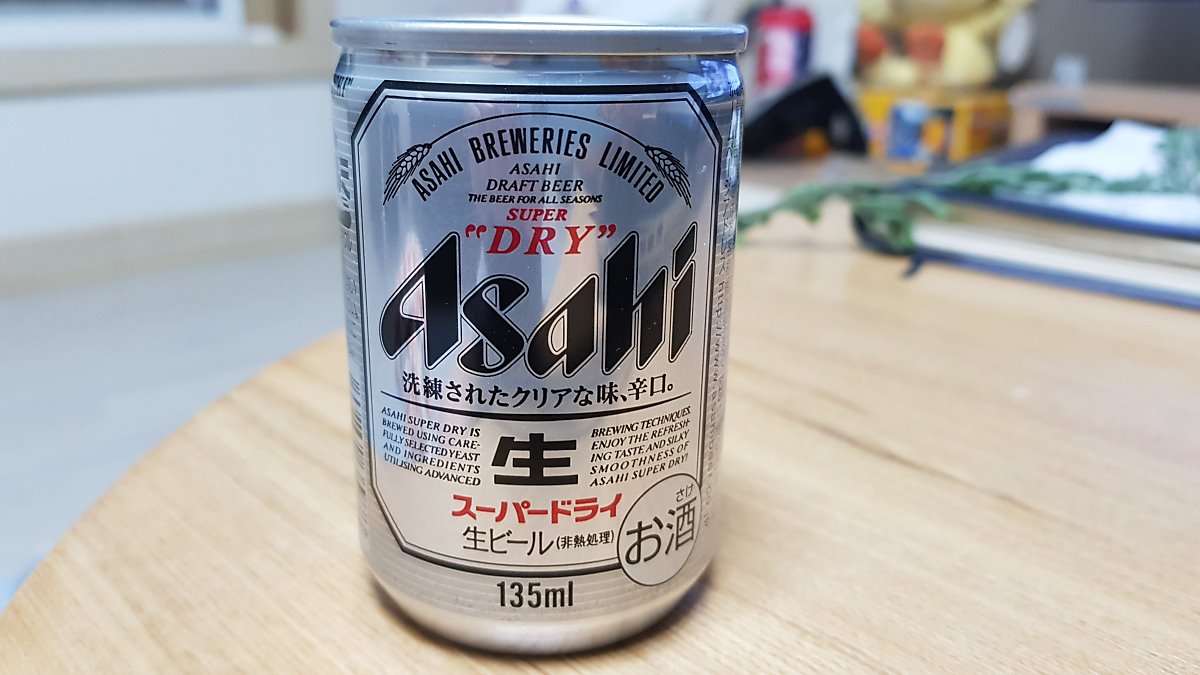 ASAHI BREWERIES LIMITED
ASAHI
DRAFT BEER
THE BEER FOR ALL SEASONS
SUPER
"DRY"
Asahi
洗練されたクリアな味、辛口。
ASAHI SUPER DRY IS
BREWED USING CARE-
FULLY SELECTED YEAST
AND INGREDIENTS
UTILISING ADVANCED
生
BREWING TECHNIQUES.
ENJOY THE REFRESH-
ING TASTE AND SILKY
SMOOTHNESS OF
ASAHI SUPER DRY!
スーパードライ
生ビール(非熱処理)
さけ
お酒
135ml